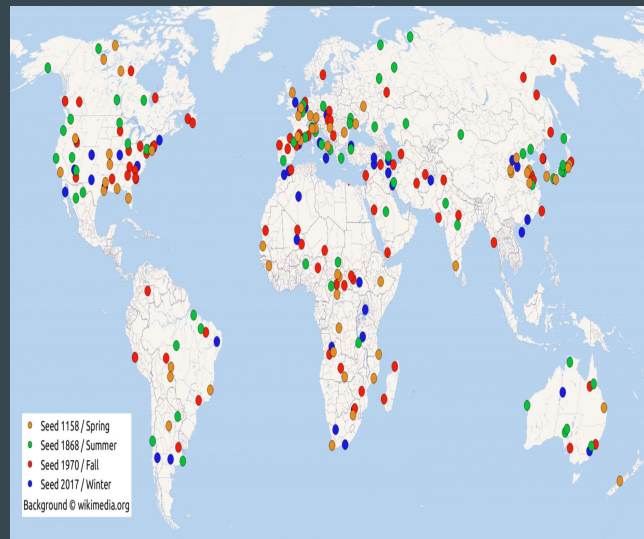 Seed 1158 / Spring
Seed 1868 / Summer
Seed 1970 / Fall
Seed 2017 / Winter
Background © wikimedia.org